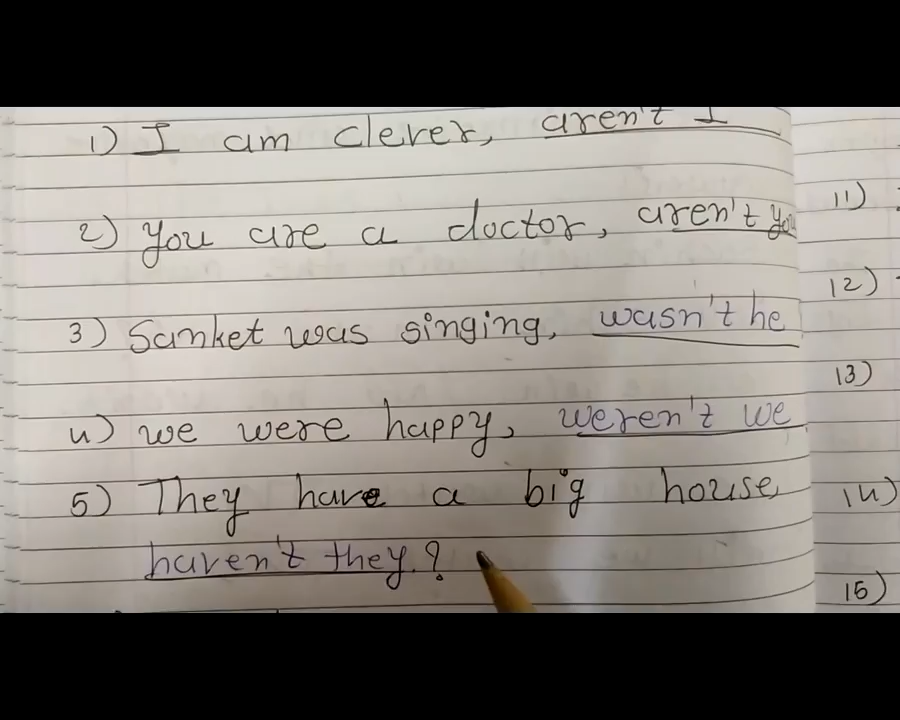 1) I am clever, aren't I
2) you are a doctor, aren't you
3) Sanket was singing, wasn't he
4) we were happy, weren't we
5) They have a big house,
haven't they.?
11)
12)
13)
14)
15)